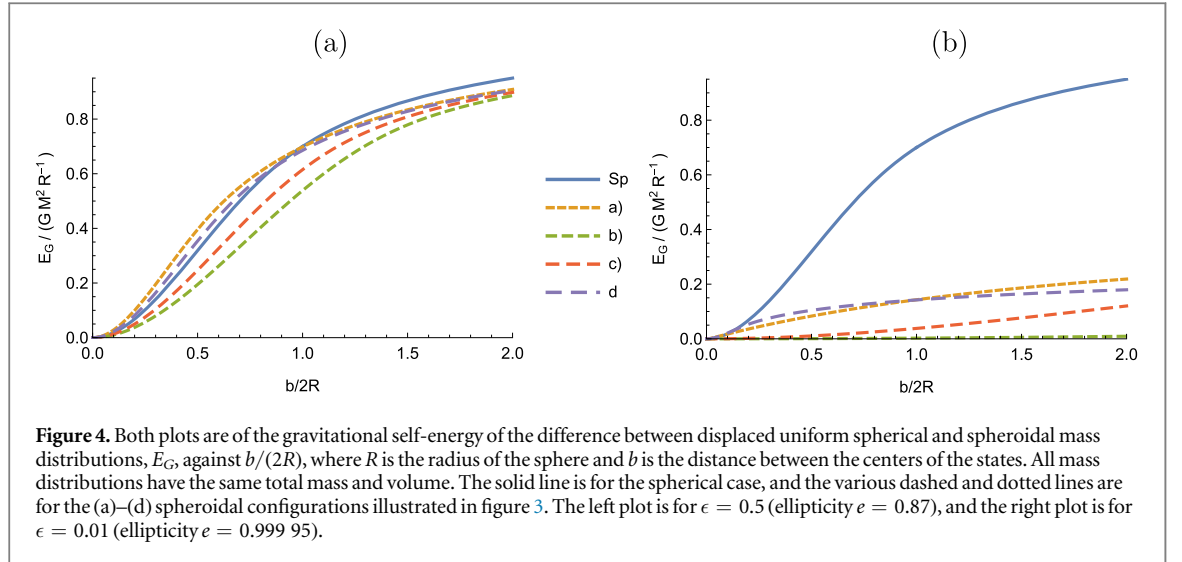 (a)
(b)
E_G / (G M² R⁻¹)
0.8
0.6
0.4
0.2
0.0
0.0 0.5 1.0 1.5 2.0
b/2R
Sp
a)
b)
c)
d
E_G / (G M² R⁻¹ )
0.8
0.6
0.4
0.2
0.0
0.0 0.5 1.0 1.5 2.0
b/2R
Figure 4. Both plots are of the gravitational self-energy of the difference between displaced uniform spherical and spheroidal mass
distributions, E_G, against b/(2R), where R is the radius of the sphere and b is the distance between the centers of the states. All mass
distributions have the same total mass and volume. The solid line is for the spherical case, and the various dashed and dotted lines are
for the (a)–(d) spheroidal configurations illustrated in figure 3. The left plot is for ϵ = 0.5 (ellipticity e = 0.87), and the right plot is for
ϵ = 0.01 (ellipticity e = 0.999 95).